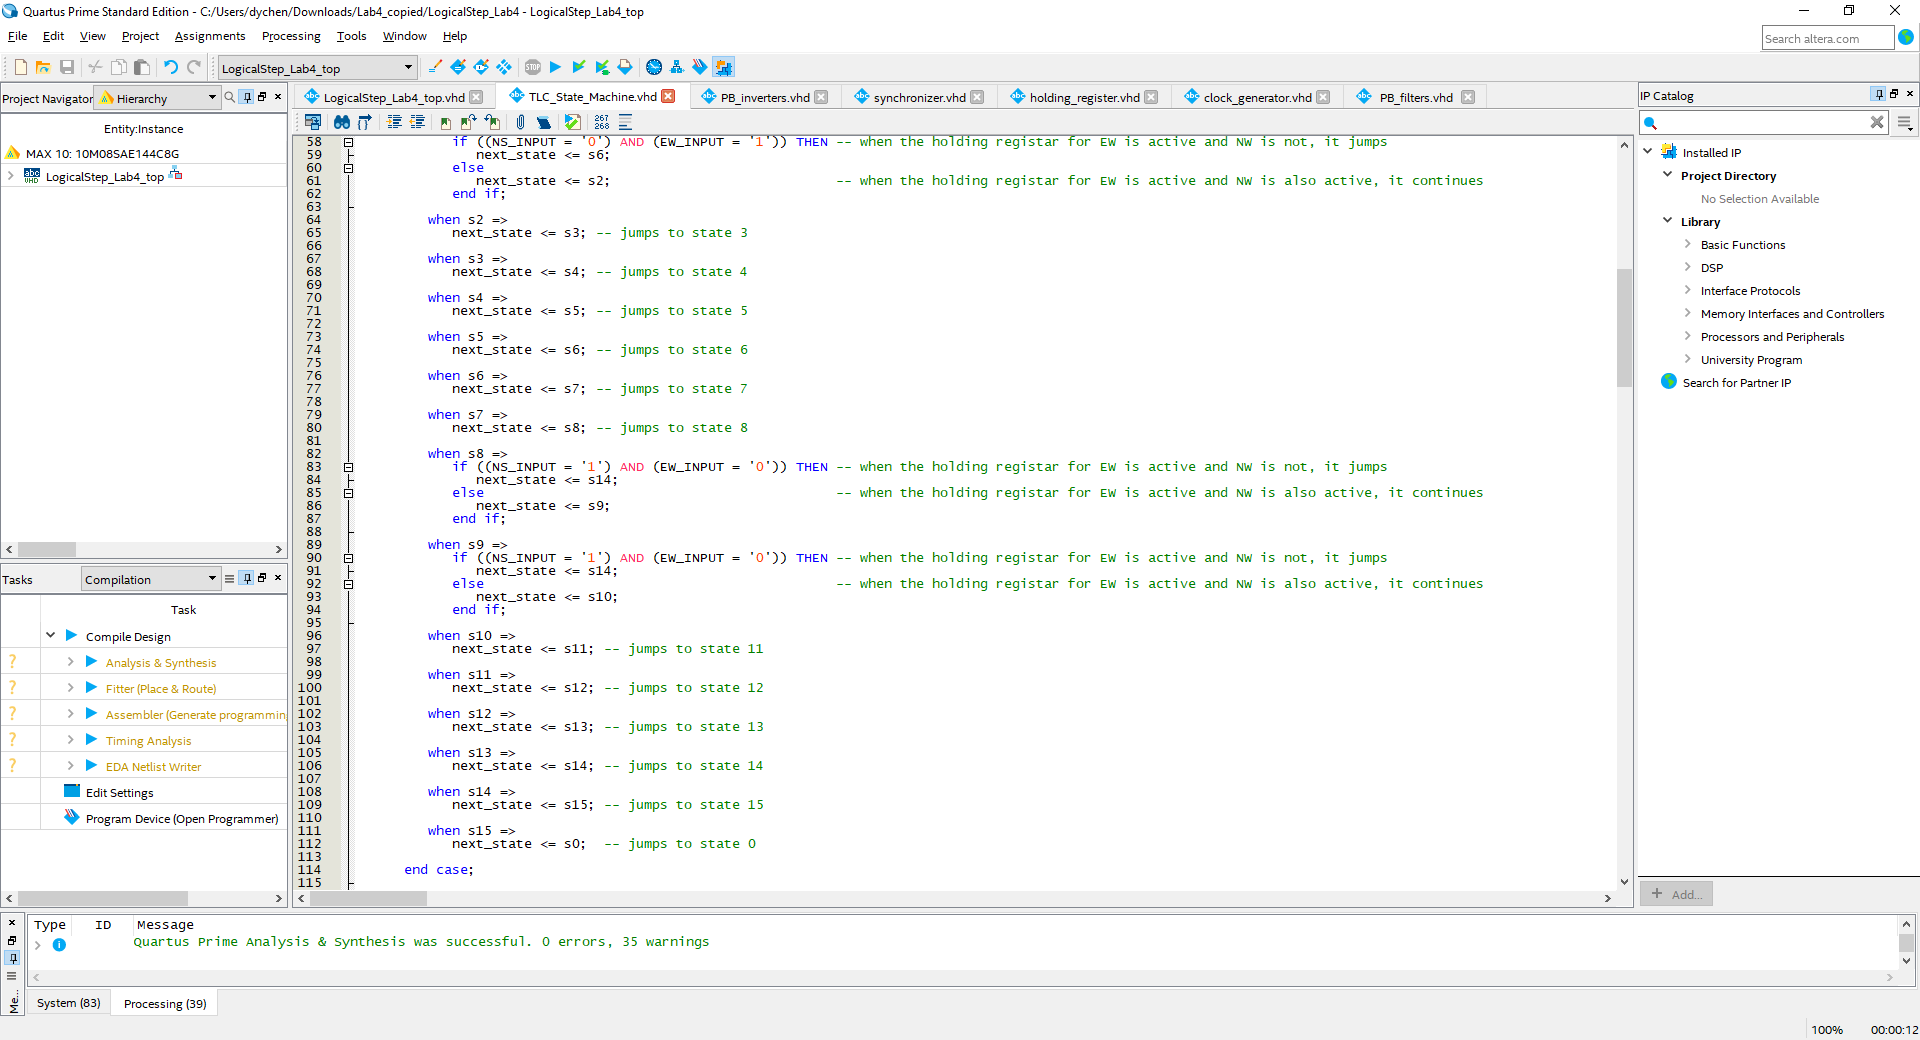 Quartus Prime Standard Edition - C:/Users/dychen/Downloads/Lab4_copied/LogicalStep_Lab4 - LogicalStep_Lab4_top
File Edit View Project Assignments Processing Tools Window Help
Search altera.com
LogicalStep_Lab4_top
Project Navigator Hierarchy
Entity:Instance
MAX 10: 10M08SAE144C8G
LogicalStep_Lab4_top
Tasks Compilation
Task
Compile Design
? Analysis & Synthesis
? Fitter (Place & Route)
? Assembler (Generate programmin
? Timing Analysis
? EDA Netlist Writer
Edit Settings
Program Device (Open Programmer)
LogicalStep_Lab4_top.vhd TLC_State_Machine.vhd PB_inverters.vhd synchronizer.vhd holding_register.vhd clock_generator.vhd PB_filters.vhd
267
268
58 if ((NS_INPUT = '0') AND (EW_INPUT = '1')) THEN -- when the holding registar for EW is active and NW is not, it jumps
59 next_state <= s6;
60 else
61 next_state <= s2; -- when the holding registar for EW is active and NW is also active, it continues
62 end if;
63
64 when s2 =>
65 next_state <= s3; -- jumps to state 3
66
67 when s3 =>
68 next_state <= s4; -- jumps to state 4
69
70 when s4 =>
71 next_state <= s5; -- jumps to state 5
72
73 when s5 =>
74 next_state <= s6; -- jumps to state 6
75
76 when s6 =>
77 next_state <= s7; -- jumps to state 7
78
79 when s7 =>
80 next_state <= s8; -- jumps to state 8
81
82 when s8 =>
83 if ((NS_INPUT = '1') AND (EW_INPUT = '0')) THEN -- when the holding registar for EW is active and NW is not, it jumps
84 next_state <= s14;
85 else -- when the holding registar for EW is active and NW is also active, it continues
86 next_state <= s9;
87 end if;
88
89 when s9 =>
90 if ((NS_INPUT = '1') AND (EW_INPUT = '0')) THEN -- when the holding registar for EW is active and NW is not, it jumps
91 next_state <= s14;
92 else -- when the holding registar for EW is active and NW is also active, it continues
93 next_state <= s10;
94 end if;
95
96 when s10 =>
97 next_state <= s11; -- jumps to state 11
98
99 when s11 =>
100 next_state <= s12; -- jumps to state 12
101
102 when s12 =>
103 next_state <= s13; -- jumps to state 13
104
105 when s13 =>
106 next_state <= s14; -- jumps to state 14
107
108 when s14 =>
109 next_state <= s15; -- jumps to state 15
110
111 when s15 =>
112 next_state <= s0; -- jumps to state 0
113
114 end case;
115
IP Catalog
Installed IP
Project Directory
No Selection Available
Library
Basic Functions
DSP
Interface Protocols
Memory Interfaces and Controllers
Processors and Peripherals
University Program
Search for Partner IP
+ Add...
Type ID Message
Quartus Prime Analysis & Synthesis was successful. 0 errors, 35 warnings
Me...
System (83) Processing (39)
100% 00:00:12